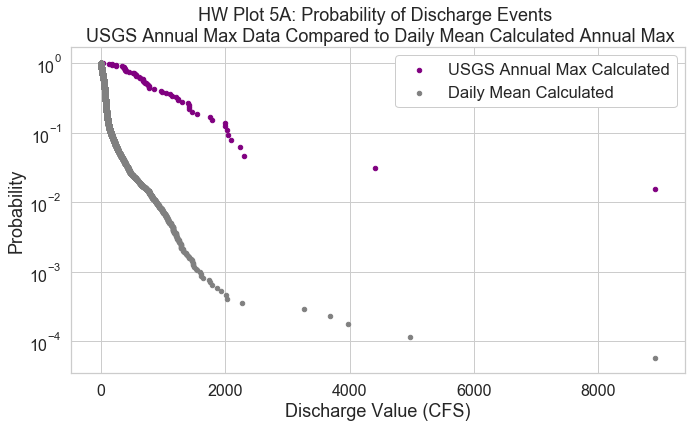 HW Plot 5A: Probability of Discharge Events
USGS Annual Max Data Compared to Daily Mean Calculated Annual Max
USGS Annual Max Calculated
Daily Mean Calculated
Probability
10⁰
10⁻¹
10⁻²
10⁻³
10⁻⁴
0 2000 4000 6000 8000
Discharge Value (CFS)